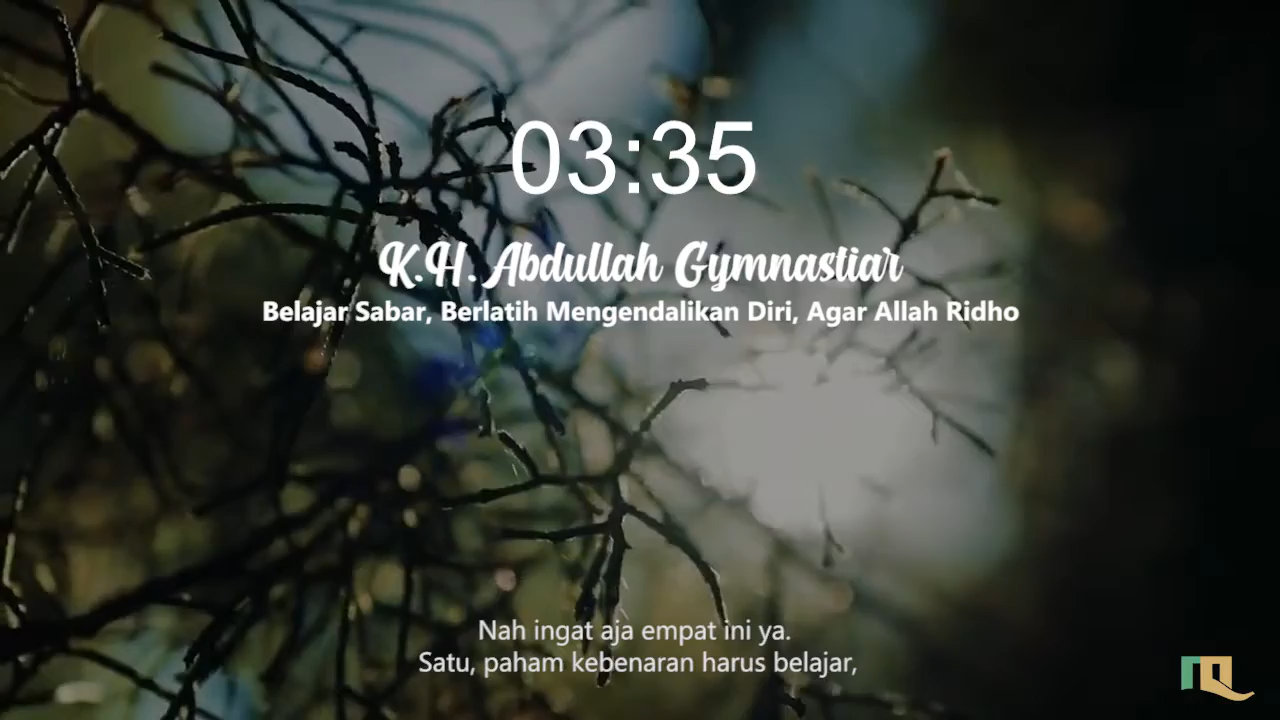 03:35
K.H. Abdullah Gymnastiar
Belajar Sabar, Berlatih Mengendalikan Diri, Agar Allah Ridho
Nah ingat aja empat ini ya.
Satu, paham kebenaran harus belajar,